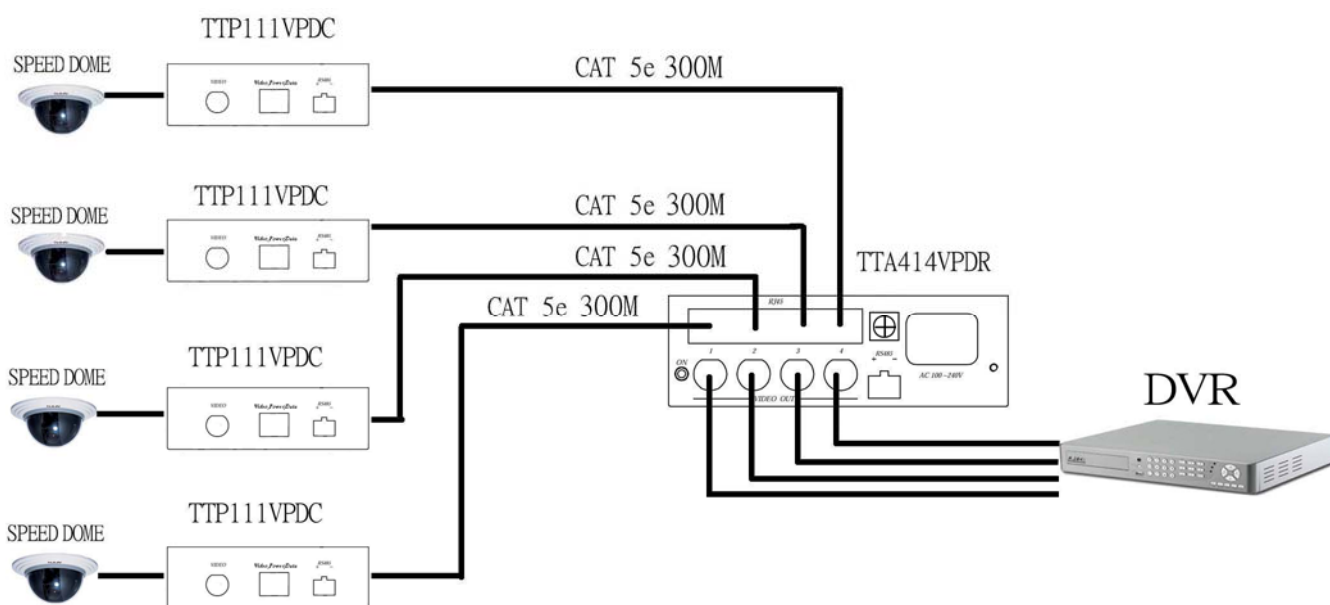 TTP111VPDC
SPEED DOME
VIDEO
Video,Power,Data
RS485
+ −
CAT 5e 300M
TTP111VPDC
SPEED DOME
VIDEO
Video,Power,Data
RS485
+ −
CAT 5e 300M
CAT 5e 300M
TTA414VPDR
CAT 5e 300M
RJ45
1 2 3 4
ON
RS485
+ −
AC 100~240V
VIDEO OUT
TTP111VPDC
SPEED DOME
VIDEO
Video,Power,Data
RS485
+ −
DVR
TTP111VPDC
SPEED DOME
VIDEO
Video,Power,Data
RS485
+ −